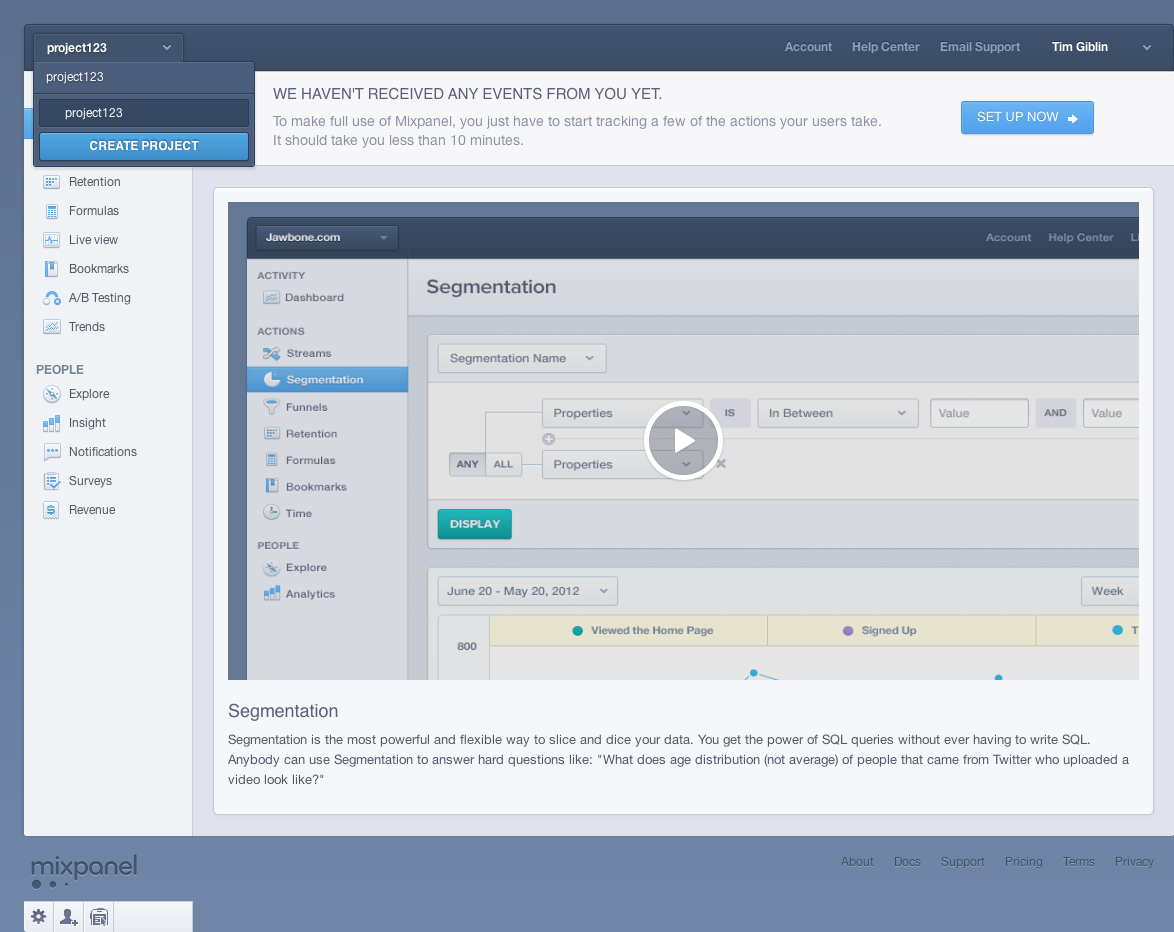 project123
Account
Help Center
Email Support
Tim Giblin
project123
project123
CREATE PROJECT
WE HAVEN'T RECEIVED ANY EVENTS FROM YOU YET.
To make full use of Mixpanel, you just have to start tracking a few of the actions your users take.
It should take you less than 10 minutes.
SET UP NOW
Retention
Formulas
Live view
Bookmarks
A/B Testing
Trends
PEOPLE
Explore
Insight
Notifications
Surveys
Revenue
Jawbone.com
Account
Help Center
ACTIVITY
Dashboard
ACTIONS
Streams
Segmentation
Funnels
Retention
Formulas
Bookmarks
Time
PEOPLE
Explore
Analytics
Segmentation
Segmentation Name
Properties
IS
In Between
Value
AND
Value
ANY
ALL
Properties
DISPLAY
June 20 - May 20, 2012
Week
Viewed the Home Page
Signed Up
800
Segmentation
Segmentation is the most powerful and flexible way to slice and dice your data. You get the power of SQL queries without ever having to write SQL.
Anybody can use Segmentation to answer hard questions like: "What does age distribution (not average) of people that came from Twitter who uploaded a
video look like?"
mixpanel
About
Docs
Support
Pricing
Terms
Privacy